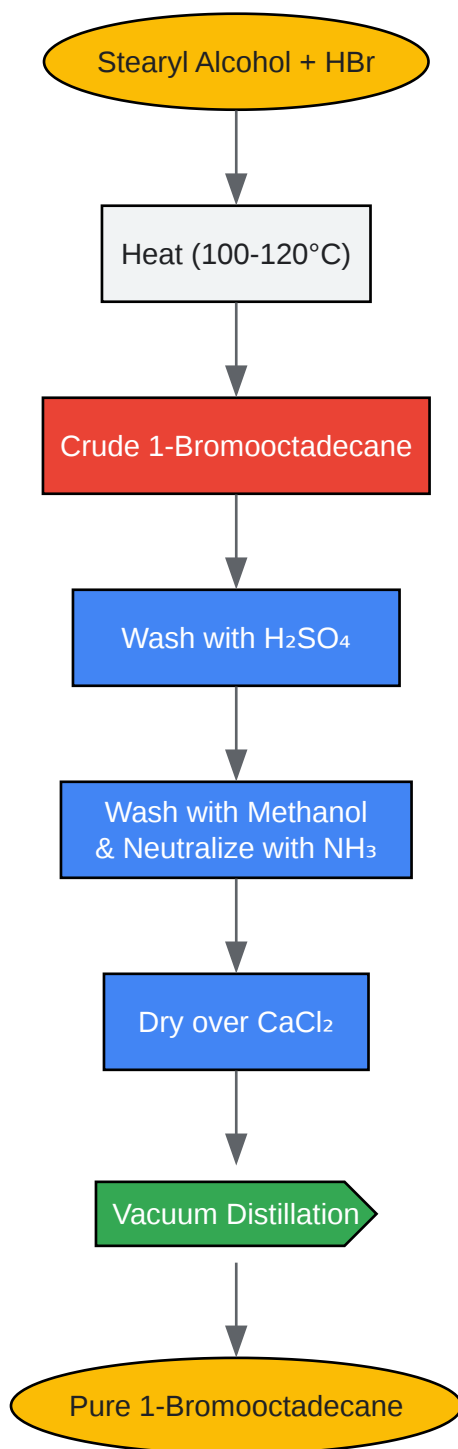 Stearyl Alcohol + HBr
Heat (100-120°C)
Crude 1-Bromooctadecane
Wash with H₂SO₄
Wash with Methanol
& Neutralize with NH₃
Dry over CaCl₂
Vacuum Distillation
Pure 1-Bromooctadecane